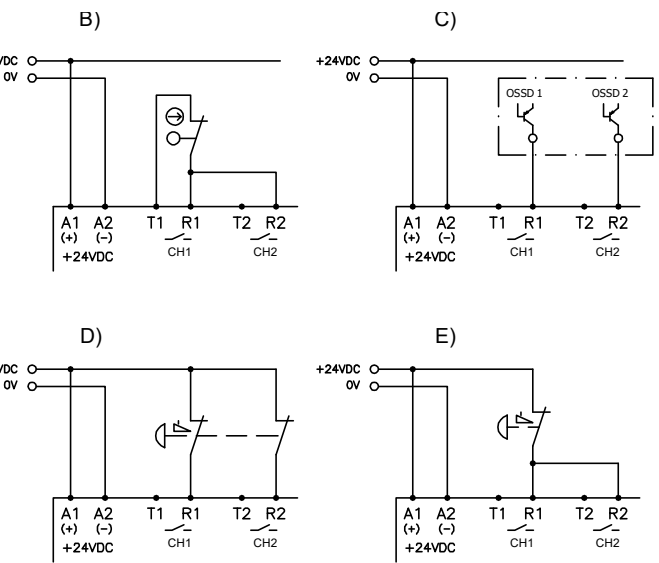 B)
VDC
0V
A1 A2 T1 R1 T2 R2
(+) (-)
CH1 CH2
+24VDC
C)
+24VDC
0V
OSSD 1 OSSD 2
A1 A2 T1 R1 T2 R2
(+) (-)
CH1 CH2
+24VDC
D)
VDC
0V
A1 A2 T1 R1 T2 R2
(+) (-)
CH1 CH2
+24VDC
E)
+24VDC
0V
A1 A2 T1 R1 T2 R2
(+) (-)
CH1 CH2
+24VDC